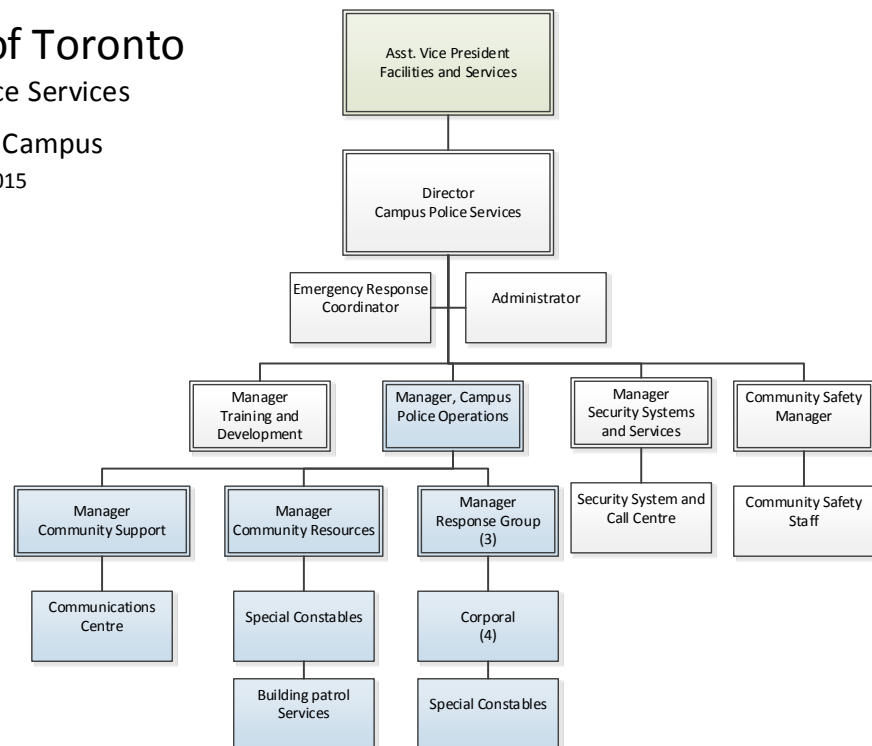 of Toronto
ce Services
Campus
015
Asst. Vice President
Facilities and Services
Director
Campus Police Services
Emergency Response
Coordinator
Administrator
Manager
Training and
Development
Manager, Campus
Police Operations
Manager
Security Systems
and Services
Community Safety
Manager
Manager
Community Support
Manager
Community Resources
Manager
Response Group
(3)
Security System and
Call Centre
Community Safety
Staff
Communications
Centre
Special Constables
Corporal
(4)
Building patrol
Services
Special Constables